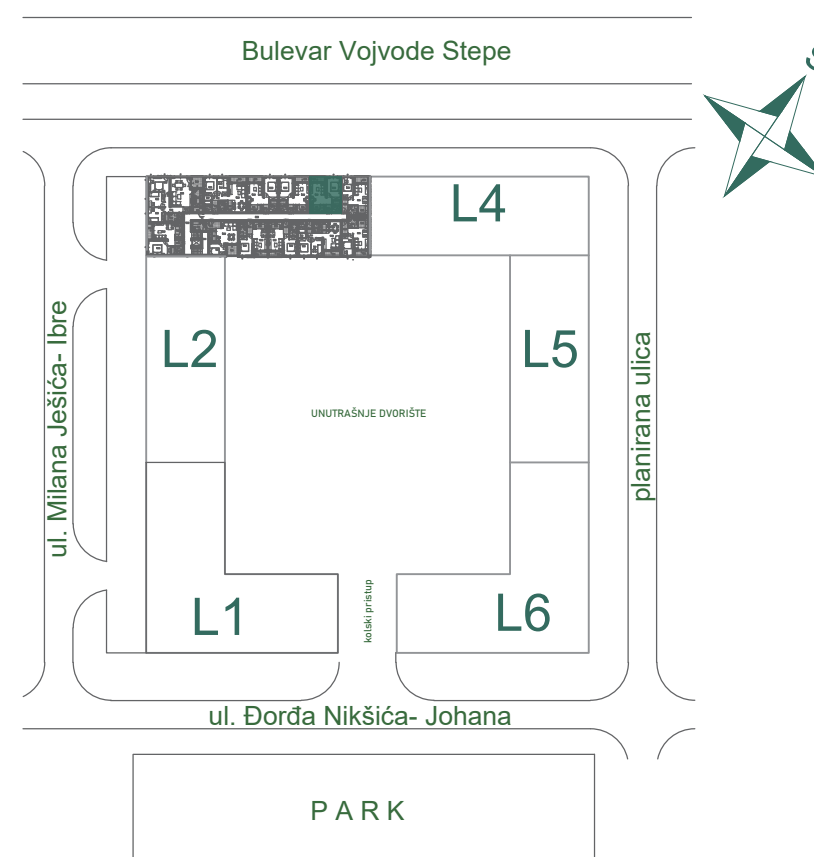 Bulevar Vojvode Stepe
S
L4
L2
L5
ul. Milana Ješića- Ibre
planirana ulica
UNUTRAŠNJE DVORIŠTE
kolski pristup
L1
L6
ul. Đorđa Nikšića- Johana
PARK